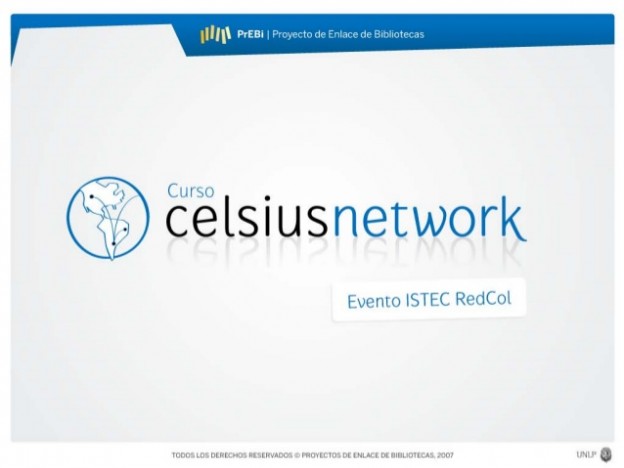 PrEBi | Proyecto de Enlace de Bibliotecas
Curso
celsiusnetwork
Evento ISTEC RedCol
TODOS LOS DERECHOS RESERVADOS © PROYECTOS DE ENLACE DE BIBLIOTECAS, 2007
UNLP